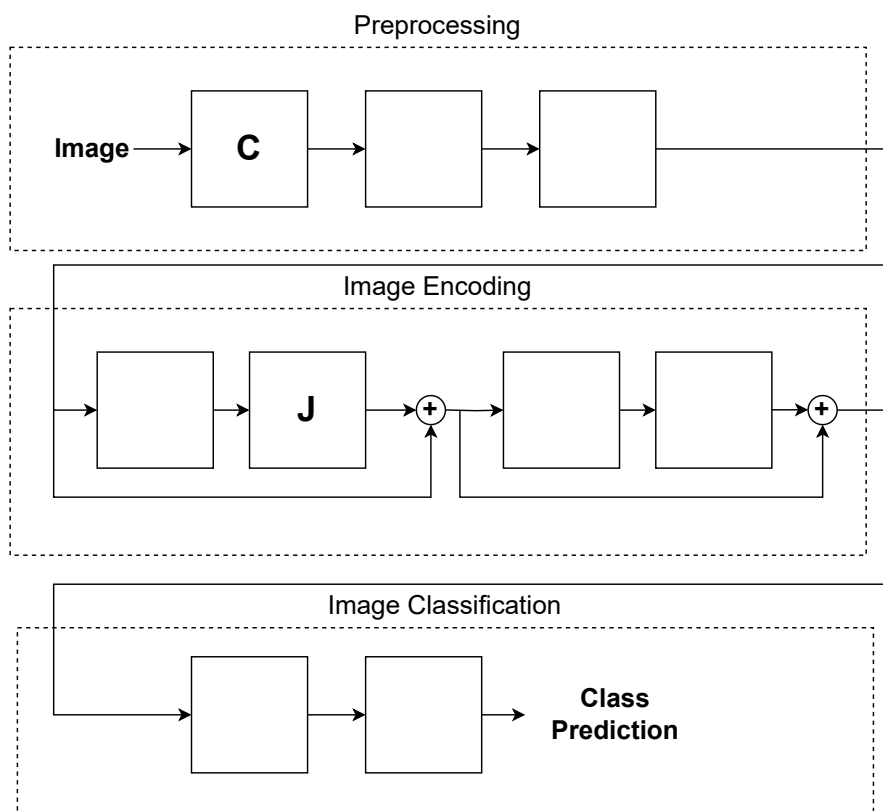 Preprocessing
Image
C
Image Encoding
J
+
+
Image Classification
Class
Prediction